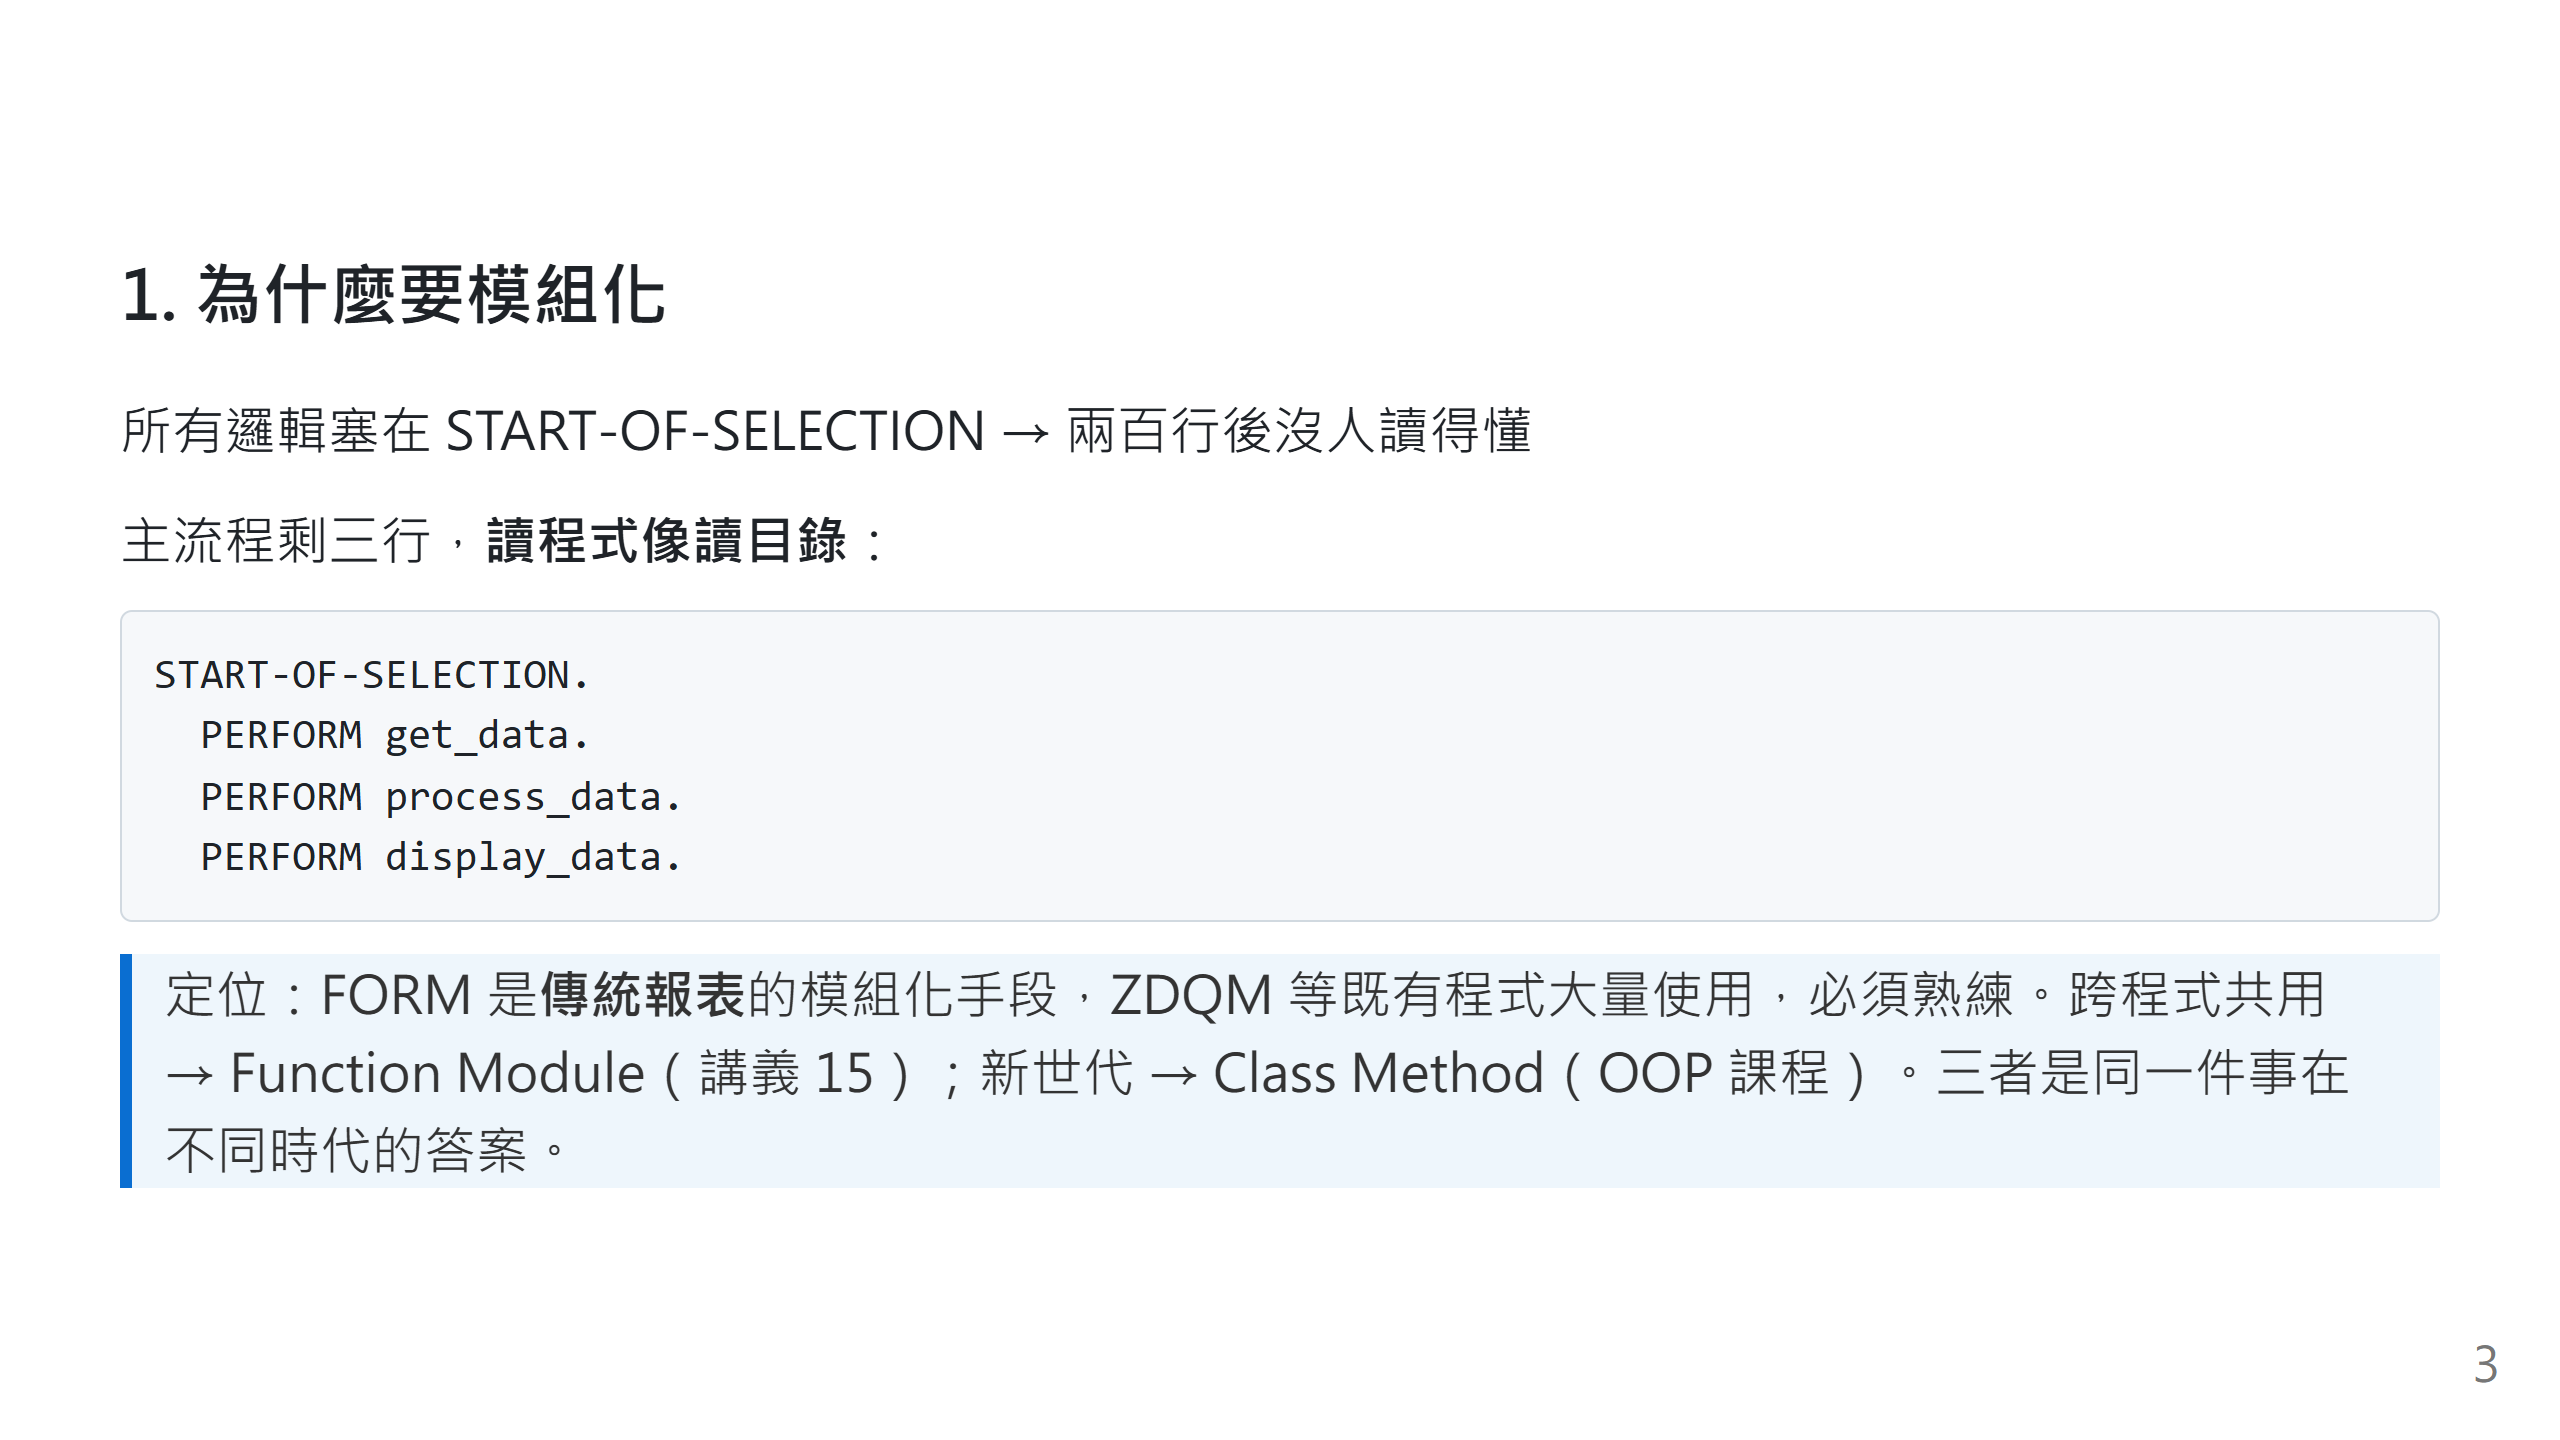 1. 為什麼要模組化
所有邏輯塞在 START-OF-SELECTION → 兩百行後沒人讀得懂
主流程剩三行，讀程式像讀目錄：
START-OF-SELECTION.
  PERFORM get_data.
  PERFORM process_data.
  PERFORM display_data.
定位：FORM 是傳統報表的模組化手段，ZDQM 等既有程式大量使用，必須熟練。跨程式共用
→ Function Module（講義 15）；新世代 → Class Method（OOP 課程）。三者是同一件事在
不同時代的答案。
3